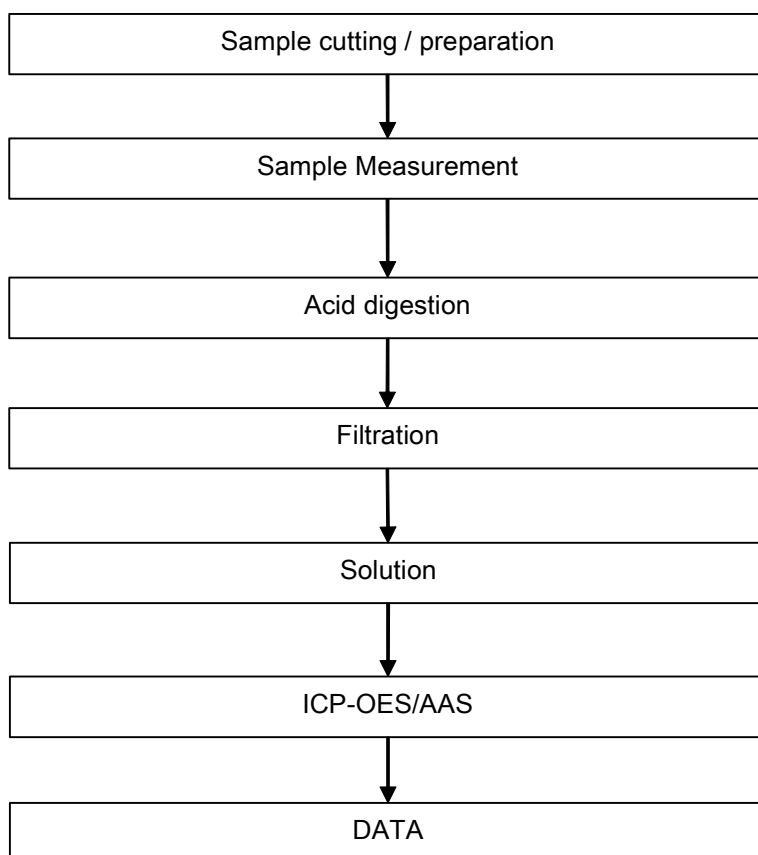 Sample cutting / preparation
Sample Measurement
Acid digestion
Filtration
Solution
ICP-OES/AAS
DATA